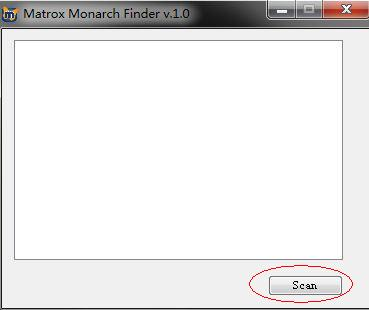 Matrox Monarch Finder v.1.0
Scan